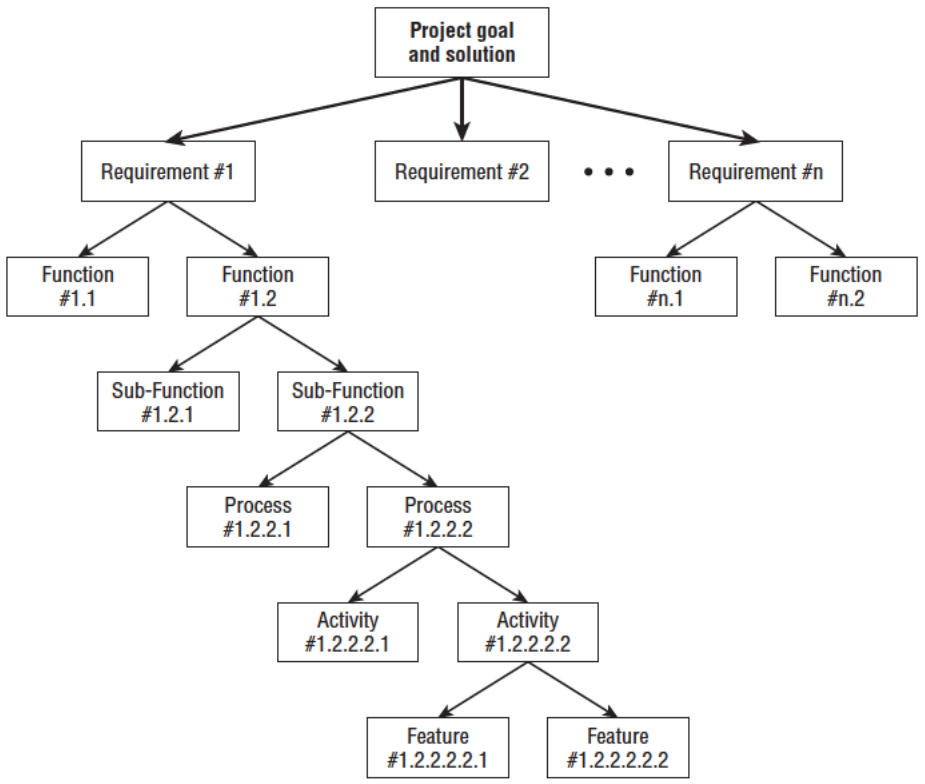 Project goal
and solution
Requirement #1
Requirement #2
• • •
Requirement #n
Function
#1.1
Function
#1.2
Function
#n.1
Function
#n.2
Sub-Function
#1.2.1
Sub-Function
#1.2.2
Process
#1.2.2.1
Process
#1.2.2.2
Activity
#1.2.2.2.1
Activity
#1.2.2.2.2
Feature
#1.2.2.2.2.1
Feature
#1.2.2.2.2.2